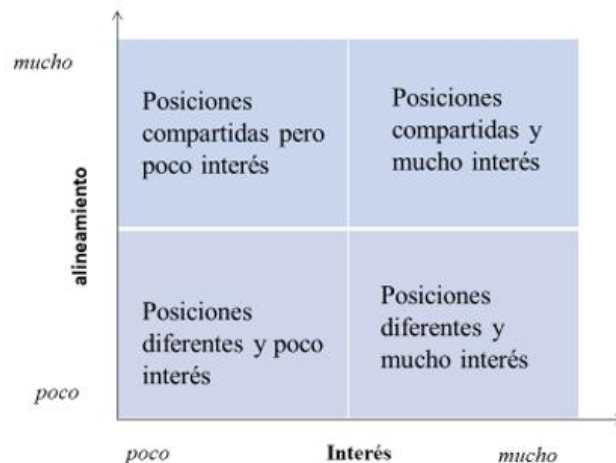 mucho
Posiciones
compartidas pero
poco interés
Posiciones
compartidas y
mucho interés
alineamiento
Posiciones
diferentes y poco
interés
Posiciones
diferentes y
mucho interés
poco
poco
Interés
mucho